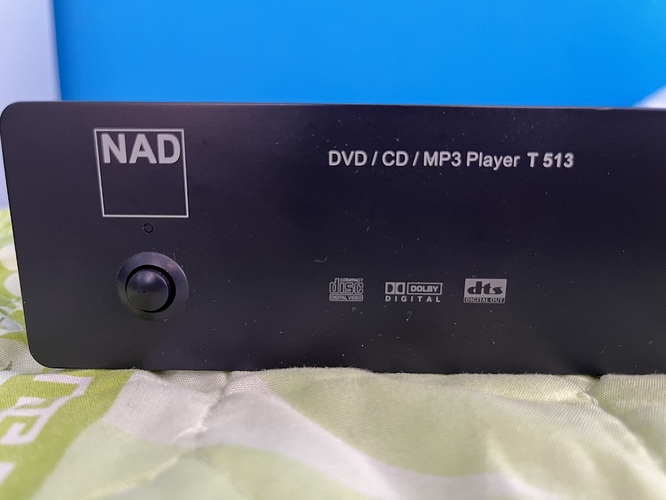 NAD
DVD / CD / MP3 Player T 513
COMPACT
disc
DIGITAL VIDEO
DOLBY
DIGITAL
dts
DIGITAL OUT